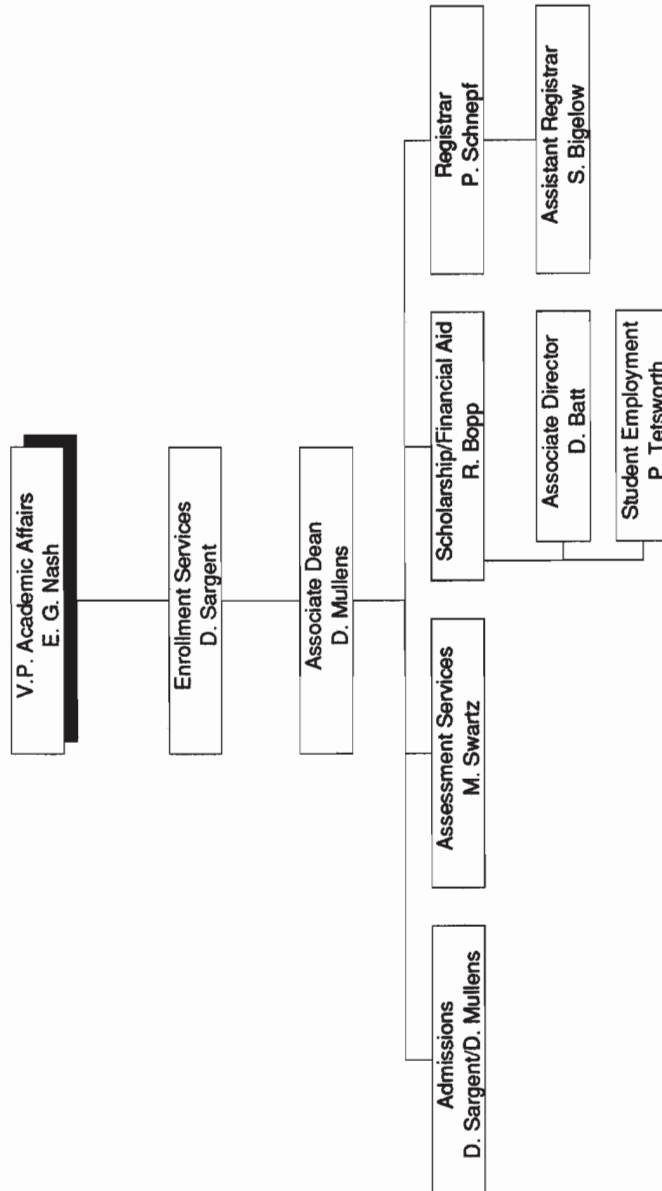 V.P. Academic Affairs
E. G. Nash
Enrollment Services
D. Sargent
Associate Dean
D. Mullens
Admissions
D. Sargent/D. Mullens
Assessment Services
M. Swartz
Scholarship/Financial Aid
R. Bopp
Associate Director
D. Batt
Student Employment
P. Tetsworth
Registrar
P. Schnepf
Assistant Registrar
S. Bigelow